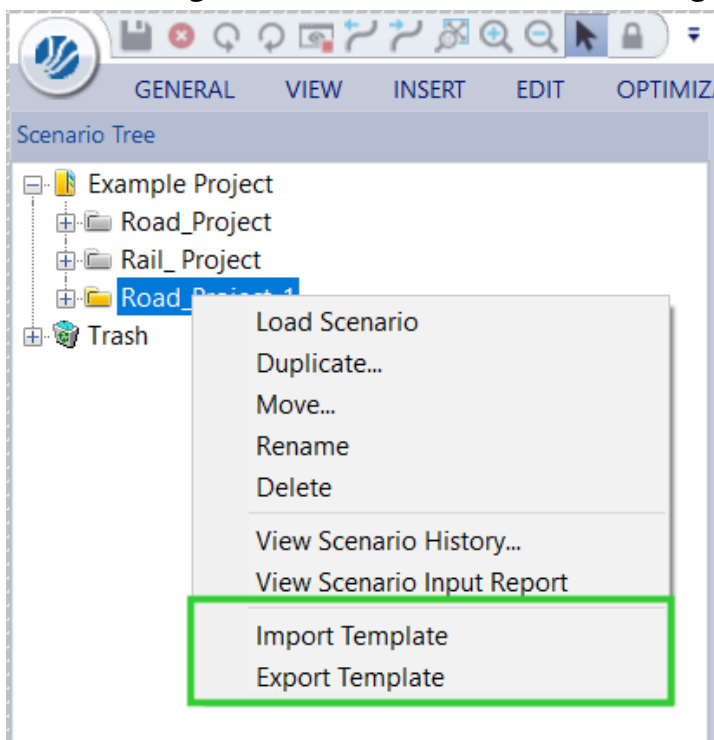 GENERAL VIEW INSERT EDIT OPTIMIZ
Scenario Tree
Example Project
Road_Project
Rail_ Project
Road_Project_1
Trash
Load Scenario
Duplicate...
Move...
Rename
Delete
View Scenario History...
View Scenario Input Report
Import Template
Export Template